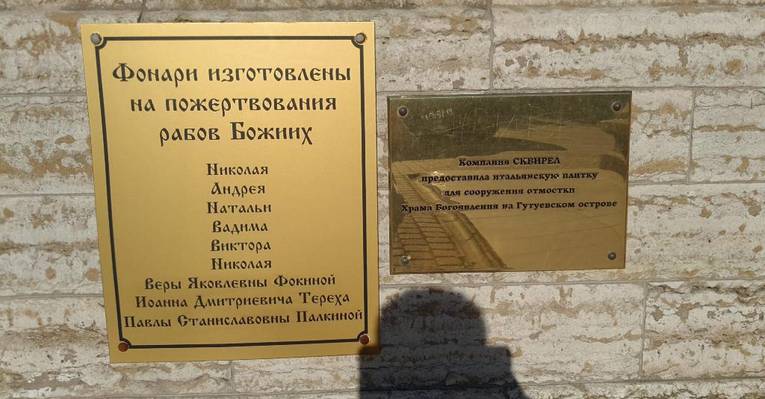 Фонари изготовлены
на пожертвования
рабов Божиих
Николая
Андрея
Натальи
Вадима
Виктора
Николая
Веры Яковлевны Фокиной
Иоанна Дмитриевича Тереха
Павлы Станиславовны Палкиной
Компания СКВИРЕЛ
предоставила итальянскую плитку
для сооружения отмостки
Храма Богоявления на Гутуевском острове